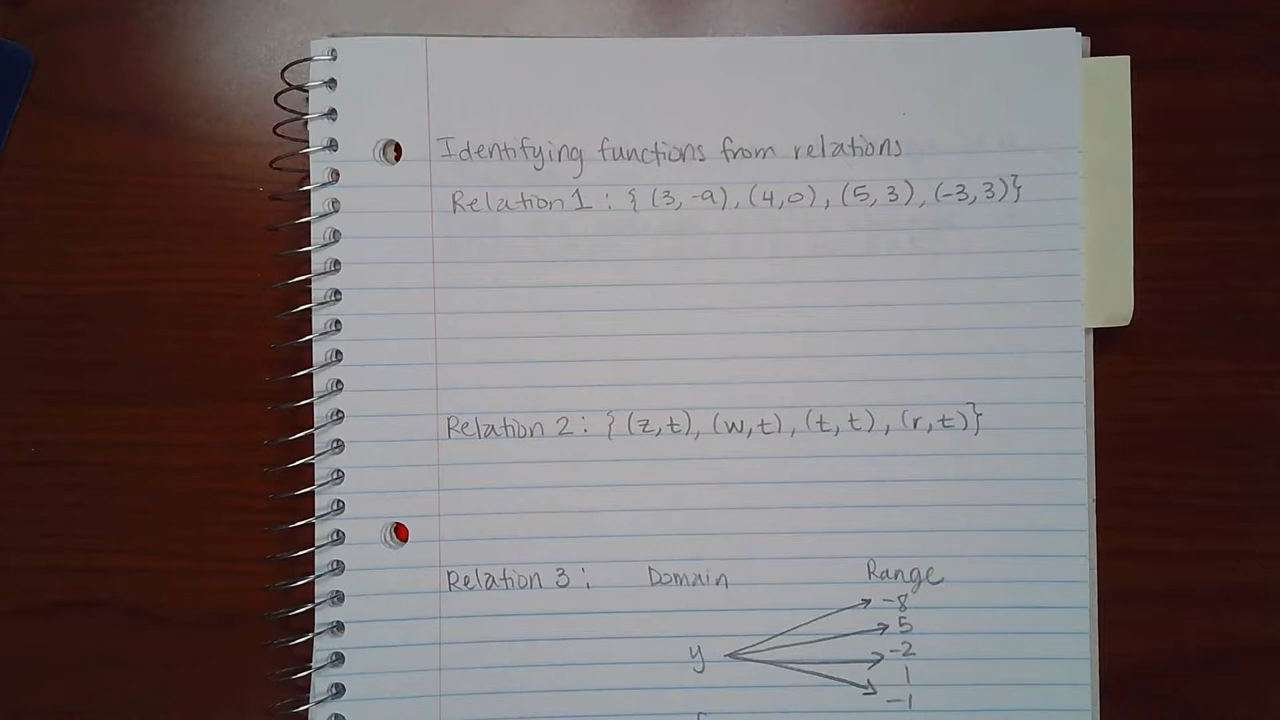 Identifying functions from relations
Relation 1 : { (3, -9), (4,0), (5, 3), (-3,3)}
Relation 2 : { (z,t), (w,t), (t,t), (r,t)}
Relation 3 : Domain Range
-8
5
y -2
1
-1